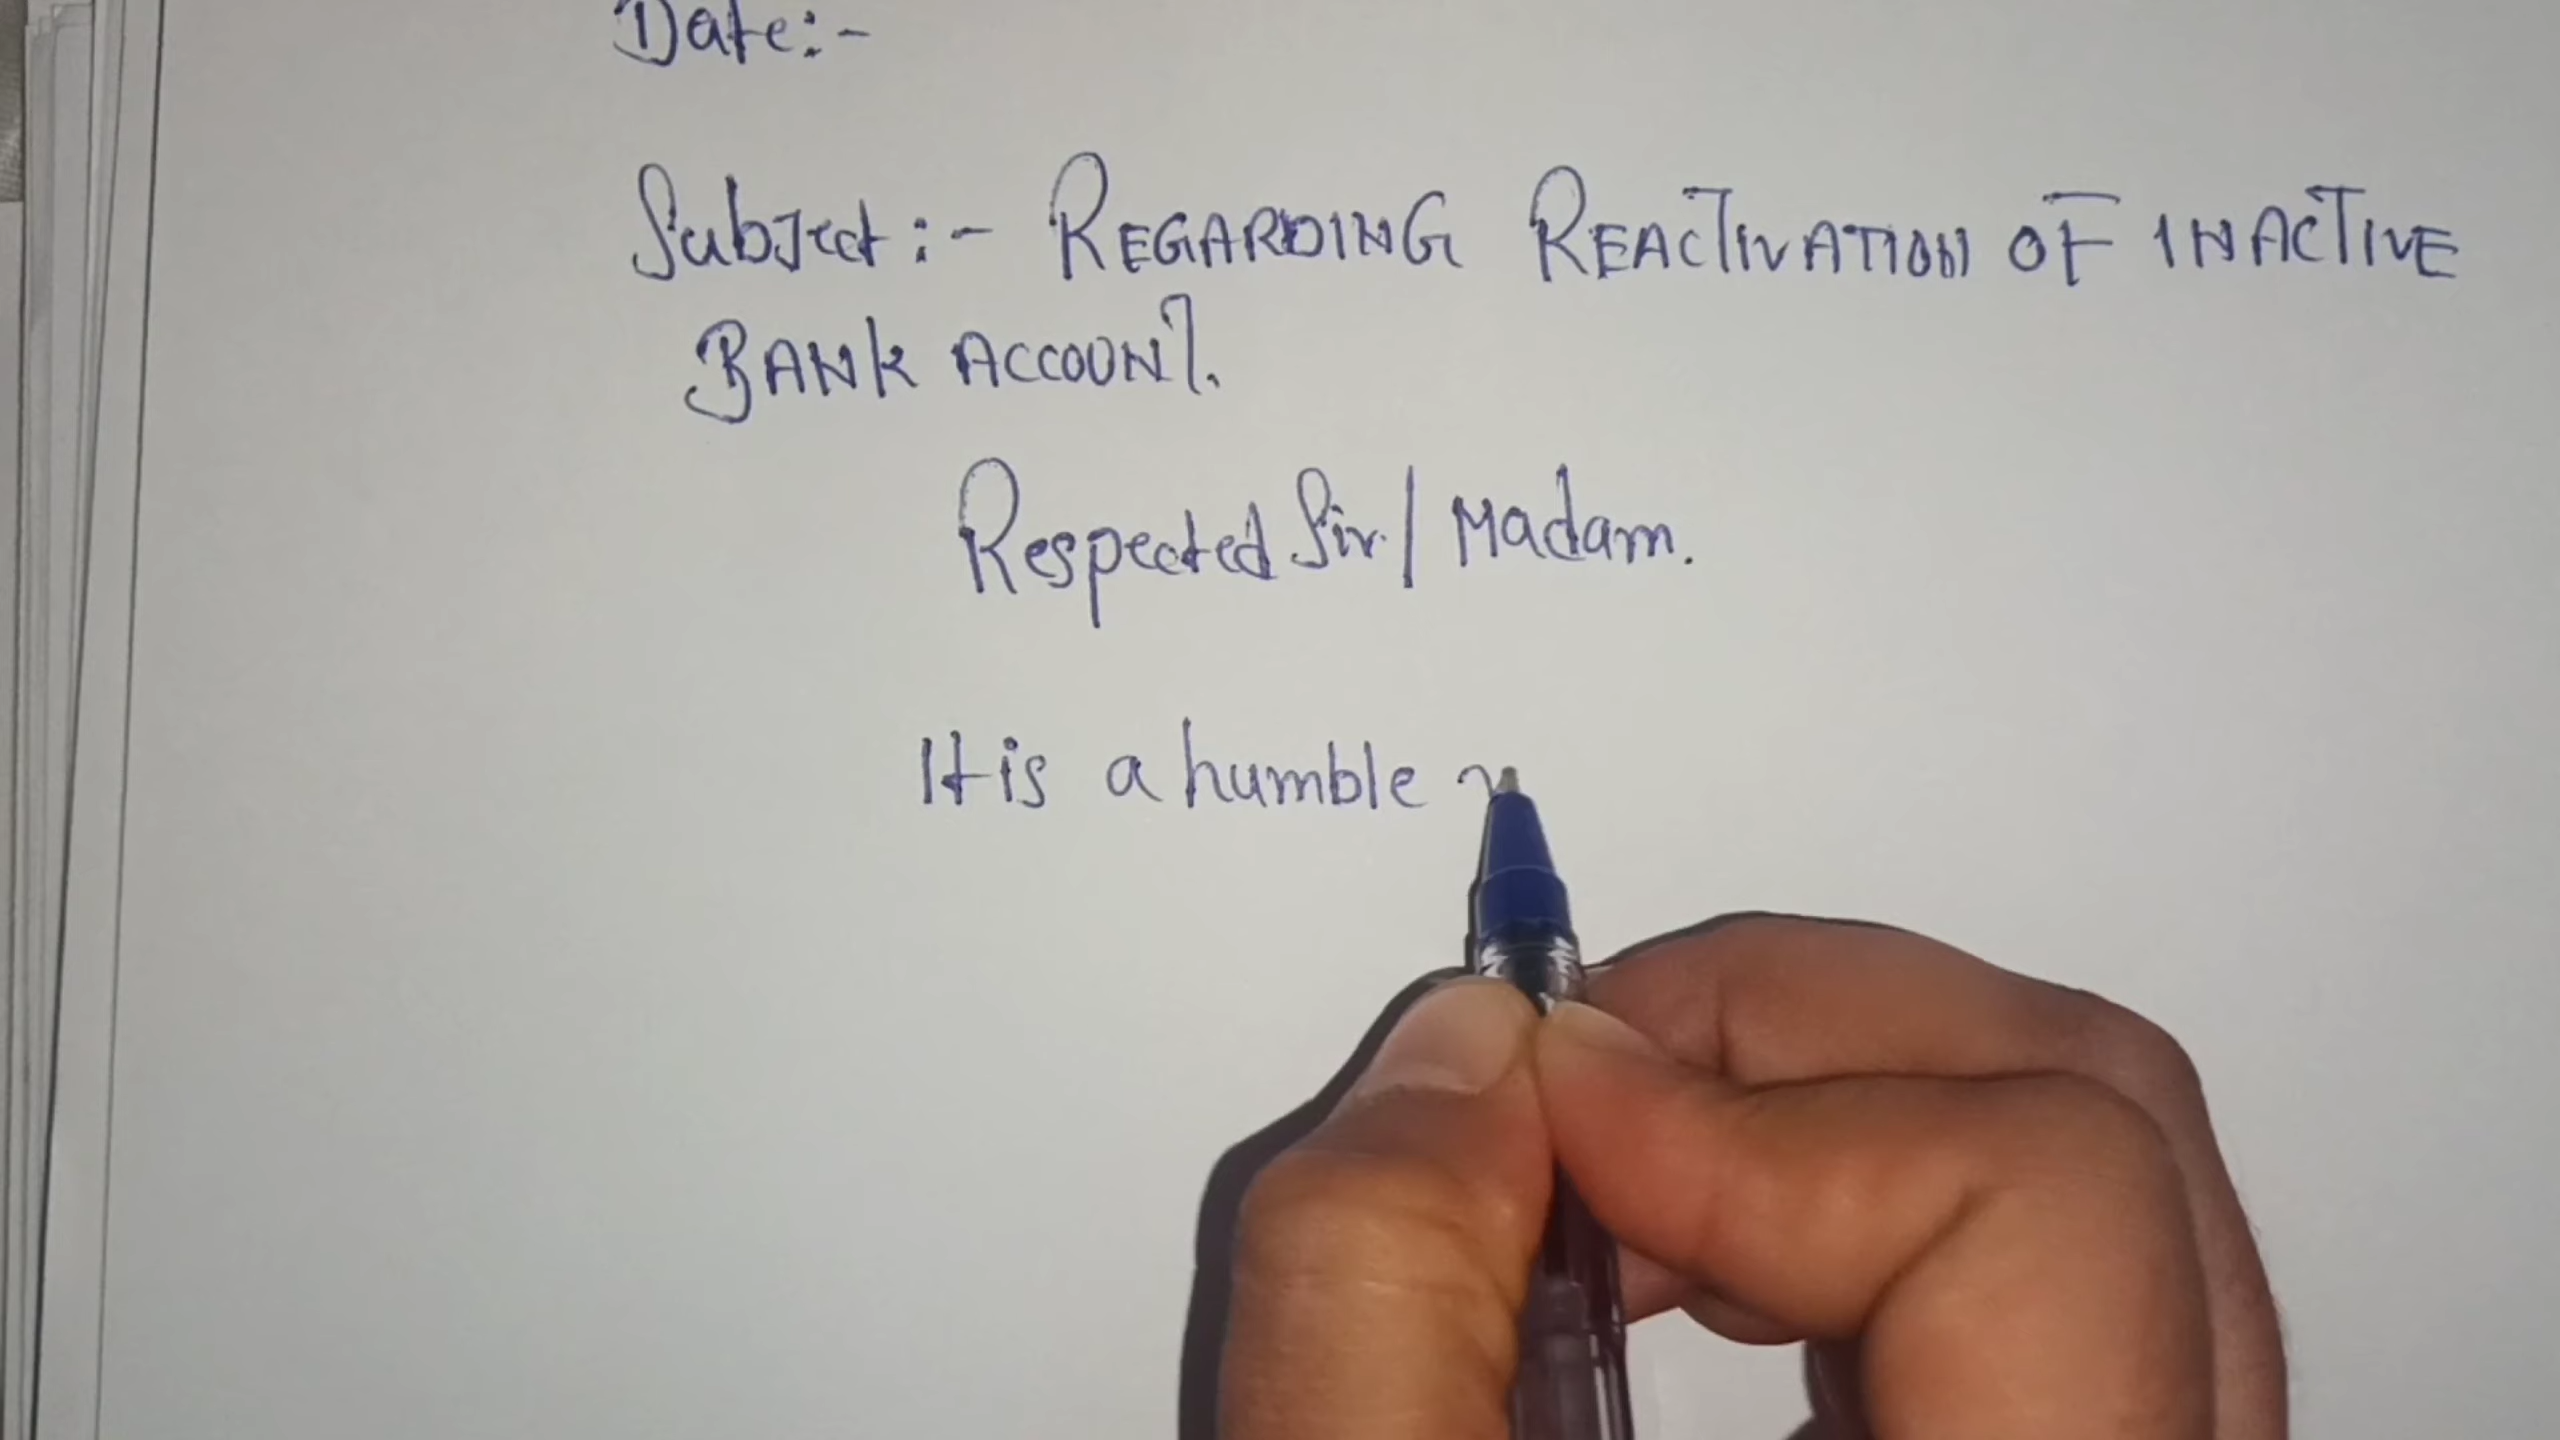 Date:-
Subject:- REGARDING REACTIVATION OF INACTIVE
BANK ACCOUNT.
Respected Sir./Madam.
It is a humble